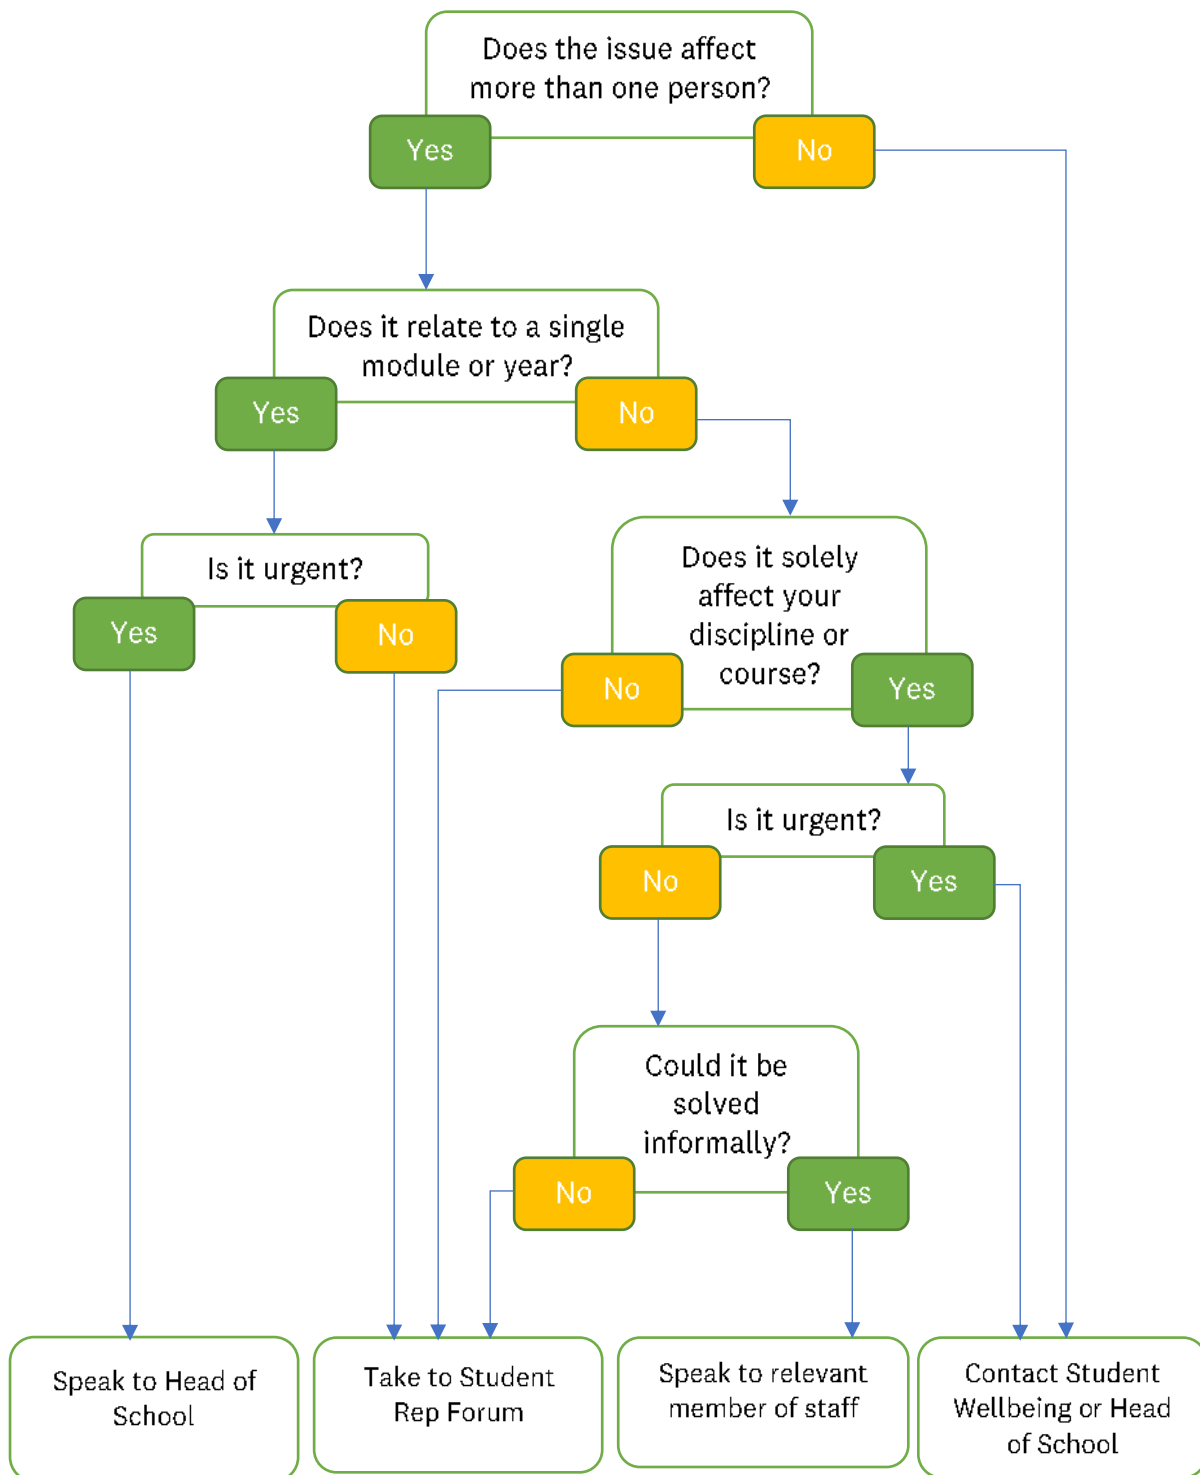 Does the issue affect
more than one person?
Yes
No
Does it relate to a single
module or year?
Yes
No
Is it urgent?
Yes
No
Does it solely
affect your
discipline or
course?
No
Yes
Is it urgent?
No
Yes
Could it be
solved
informally?
No
Yes
Speak to Head of
School
Take to Student
Rep Forum
Speak to relevant
member of staff
Contact Student
Wellbeing or Head
of School